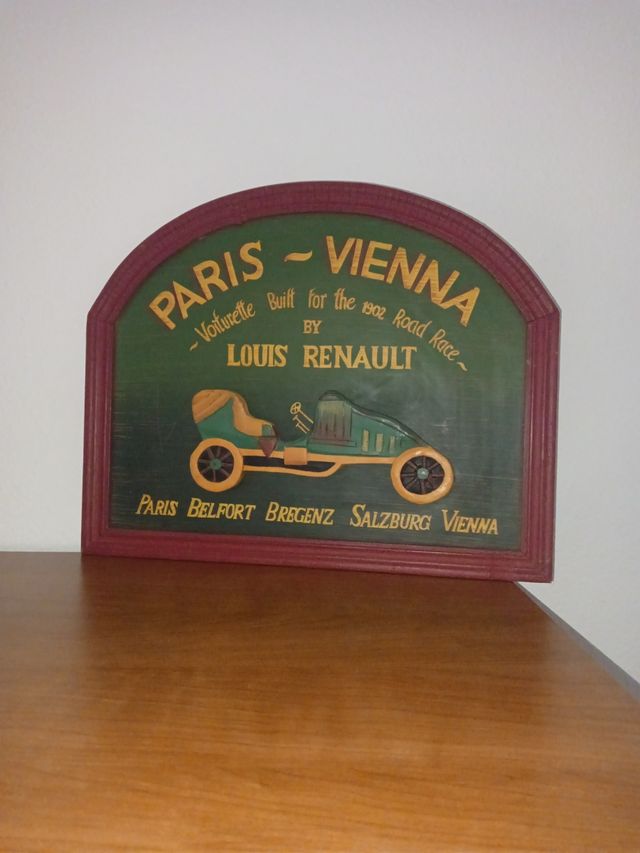 PARIS ~ VIENNA
~ Voiturette Built for the 1902 Road Race ~
BY
LOUIS RENAULT
PARIS BELFORT BREGENZ SALZBURG VIENNA